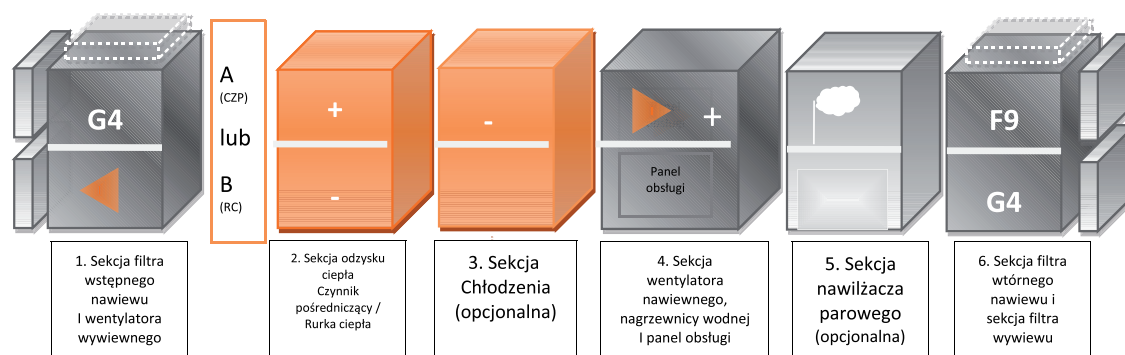 G4
A
(CZP)
lub
B
(RC)
+
-
-
+
Panel
obsługi
F9
G4
1. Sekcja filtra
wstępnego
nawiewu
I wentylatora
wywiewnego
2. Sekcja odzysku
ciepła
Czynnik
pośredniczący /
Rurka ciepła
3. Sekcja
Chłodzenia
(opcjonalna)
4. Sekcja
wentylatora
nawiewnego,
nagrzewnicy wodnej
I panel obsługi
5. Sekcja
nawilżacza
parowego
(opcjonalna)
6. Sekcja filtra
wtórnego
nawiewu i
sekcja filtra
wywiewu